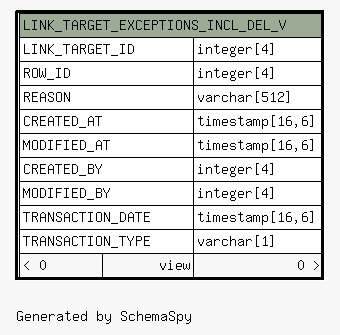 LINK_TARGET_EXCEPTIONS_INCL_DEL_V
LINK_TARGET_ID integer[4]
ROW_ID integer[4]
REASON varchar[512]
CREATED_AT timestamp[16,6]
MODIFIED_AT timestamp[16,6]
CREATED_BY integer[4]
MODIFIED_BY integer[4]
TRANSACTION_DATE timestamp[16,6]
TRANSACTION_TYPE varchar[1]
< 0 view 0 >
Generated by SchemaSpy